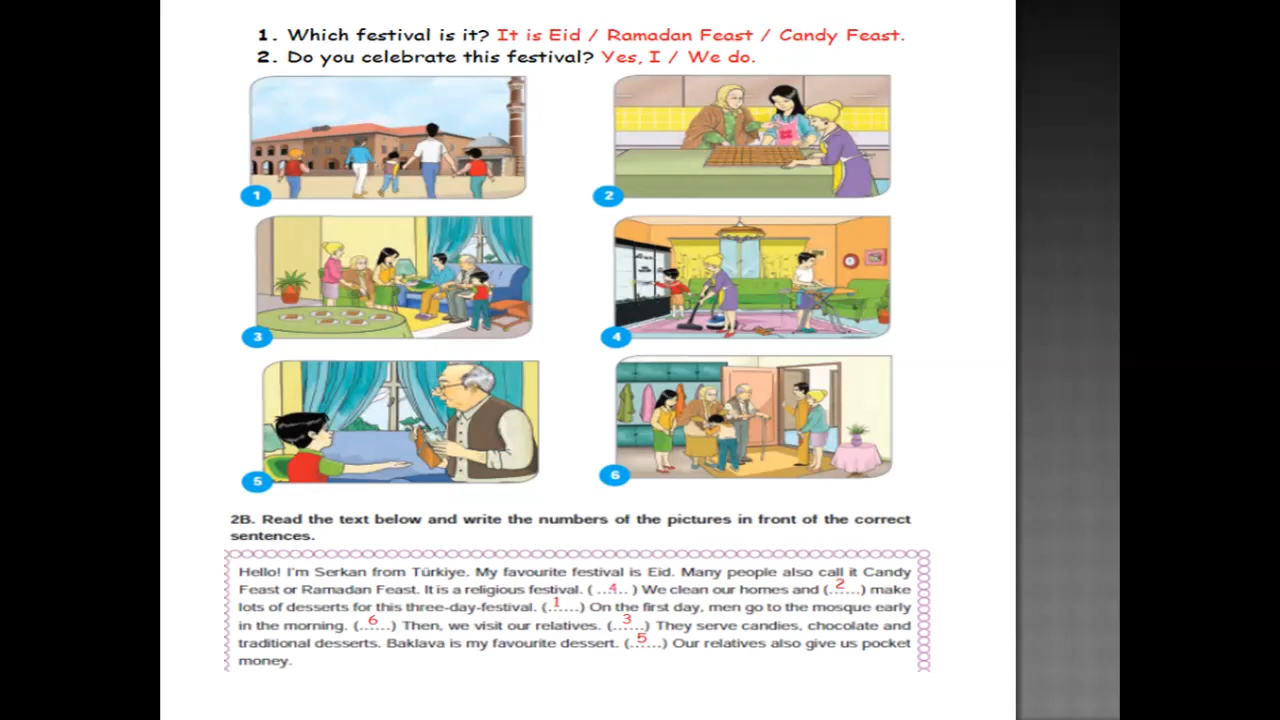 1. Which festival is it? It is Eid / Ramadan Feast / Candy Feast.
2. Do you celebrate this festival? Yes, I / We do.
1
2
3
4
5
6
2B. Read the text below and write the numbers of the pictures in front of the correct
sentences.
Hello! I'm Serkan from Türkiye. My favourite festival is Eid. Many people also call it Candy
Feast or Ramadan Feast. It is a religious festival. (...4...) We clean our homes and (...2...) make
lots of desserts for this three-day-festival. (...1...) On the first day, men go to the mosque early
in the morning. (...6...) Then, we visit our relatives. (...3...) They serve candies, chocolate and
traditional desserts. Baklava is my favourite dessert. (...5...) Our relatives also give us pocket
money.